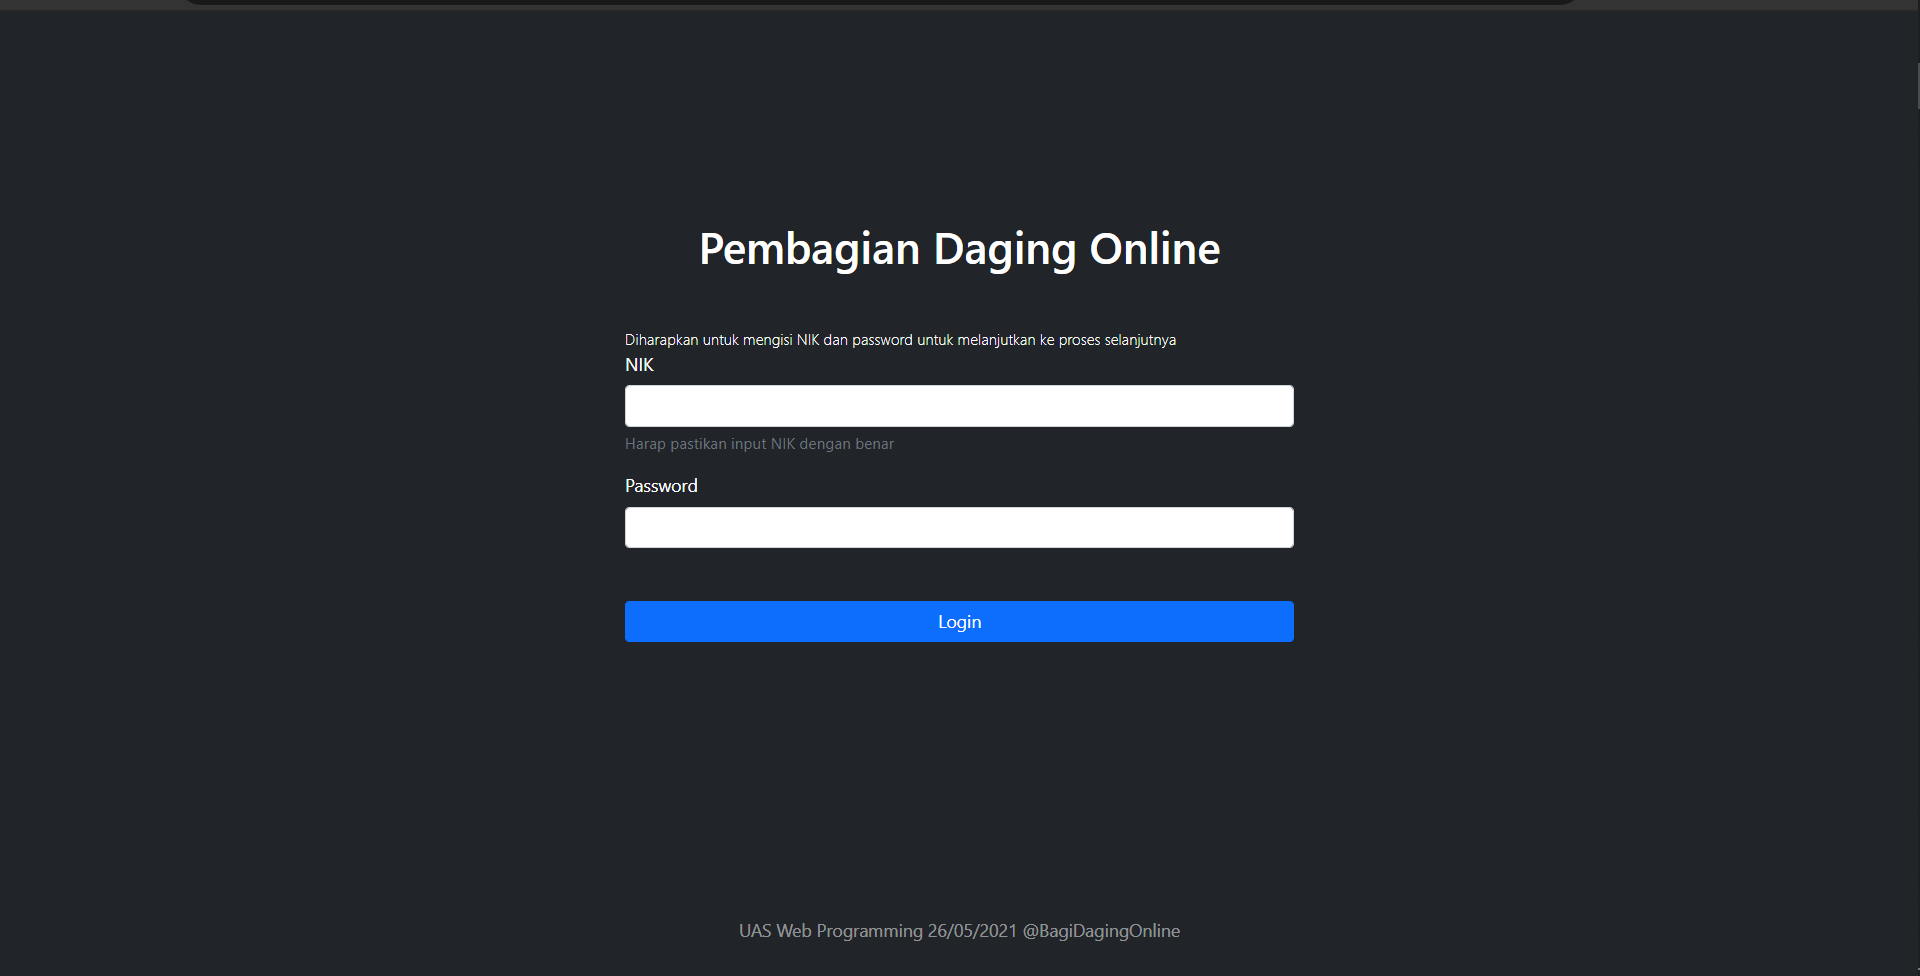 Pembagian Daging Online
Diharapkan untuk mengisi NIK dan password untuk melanjutkan ke proses selanjutnya
NIK
Harap pastikan input NIK dengan benar
Password
Login
UAS Web Programming 26/05/2021 @BagiDagingOnline